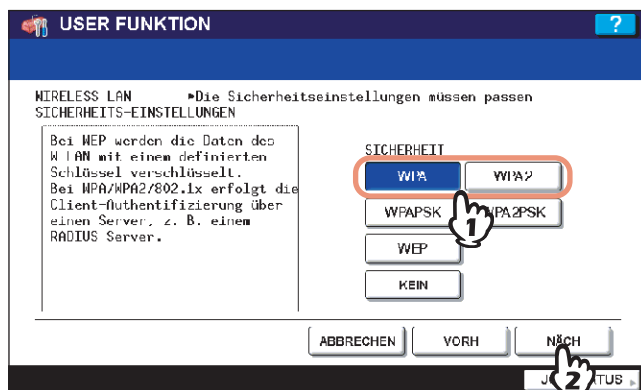 USER FUNKTION
?
WIRELESS LAN ►Die Sicherheitseinstellungen müssen passen
SICHERHEITS-EINSTELLUNGEN
Bei WEP werden die Daten des
W LAN mit einem definierten
Schlüssel verschlüsselt.
Bei WPA/WPA2/802.1x erfolgt die
Client-Authentifizierung über
einen Server, z. B. einem
RADIUS Server.
SICHERHEIT
WPA WPA2
WPAPSK WPA2PSK
1
WEP
KEIN
ABBRECHEN VORH NÄCH
2